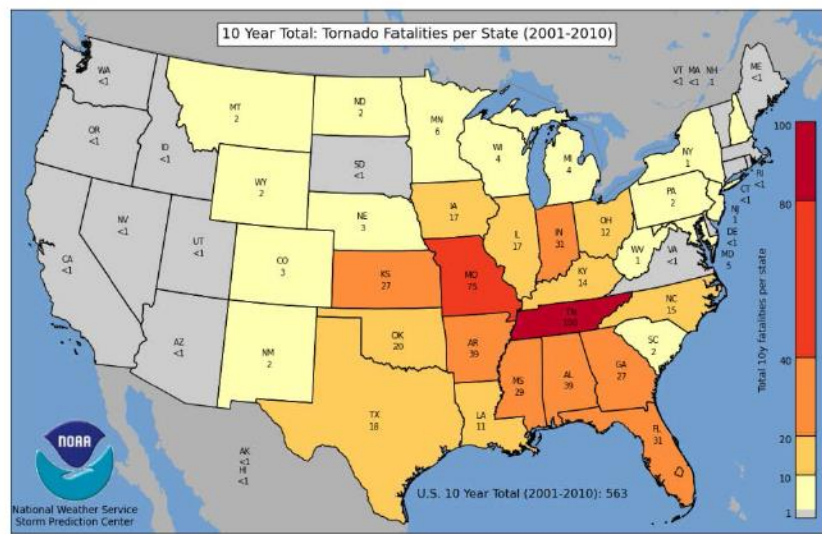 10 Year Total: Tornado Fatalities per State (2001-2010)
WA
<1
OR
<1
ID
<1
MT
2
ND
2
MN
6
WI
4
MI
4
VT MA NH
<1 <1 1
ME
<1
NY
1
SD
<1
WY
2
NE
3
IA
17
IL
17
IN
31
OH
12
PA
2
WV
1
VA
<1
CT
<1
RI
<1
NJ
1
DE
<1
MD
5
NV
<1
UT
<1
CA
<1
CO
3
KS
27
MO
75
KY
14
NC
15
TN
AZ
<1
NM
2
OK
20
AR
39
SC
2
MS
29
AL
39
GA
27
TX
18
LA
11
FL
31
AK
<1
HI
<1
U.S. 10 Year Total (2001-2010): 563
100
80
40
20
10
1
Total 10y fatalities per state
NOAA
National Weather Service
Storm Prediction Center